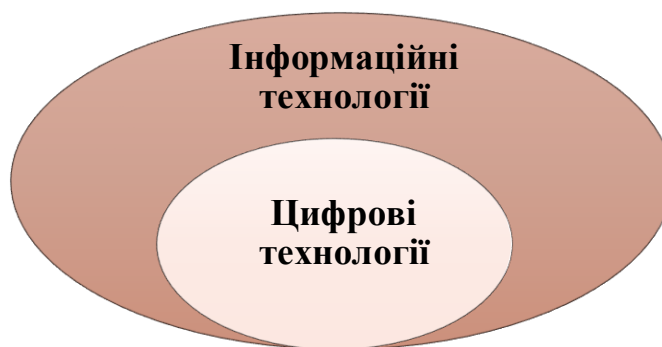 Інформаційні
технології
Цифрові
технології